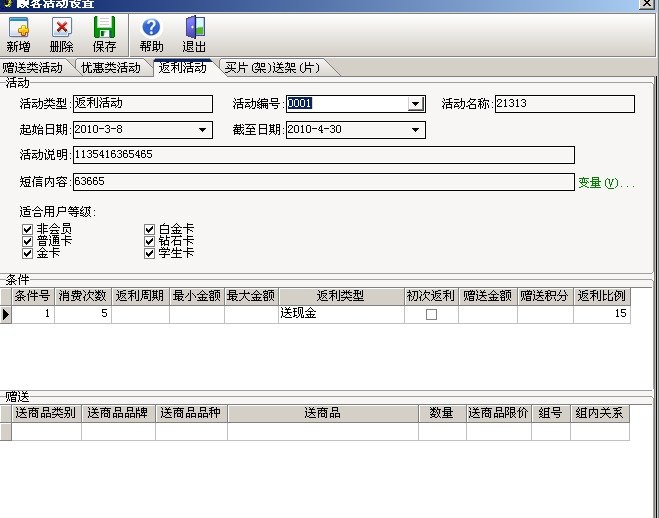 顾客活动设置
新增 删除 保存 帮助 退出
赠送类活动 优惠类活动 返利活动 买片(架)送架(片)
活动
活动类型: 返利活动 活动编号: 0001 活动名称: 21313
起始日期: 2010-3-8 截至日期: 2010-4-30
活动说明: 1135416365465
短信内容: 63665 变量(V)...
适合用户等级:
非会员 白金卡
普通卡 钻石卡
金卡 学生卡
条件
条件号 消费次数 返利周期 最小金额 最大金额 返利类型 初次返利 赠送金额 赠送积分 返利比例
1 5 送现金 15
赠送
送商品类别 送商品品牌 送商品品种 送商品 数量 送商品限价 组号 组内关系